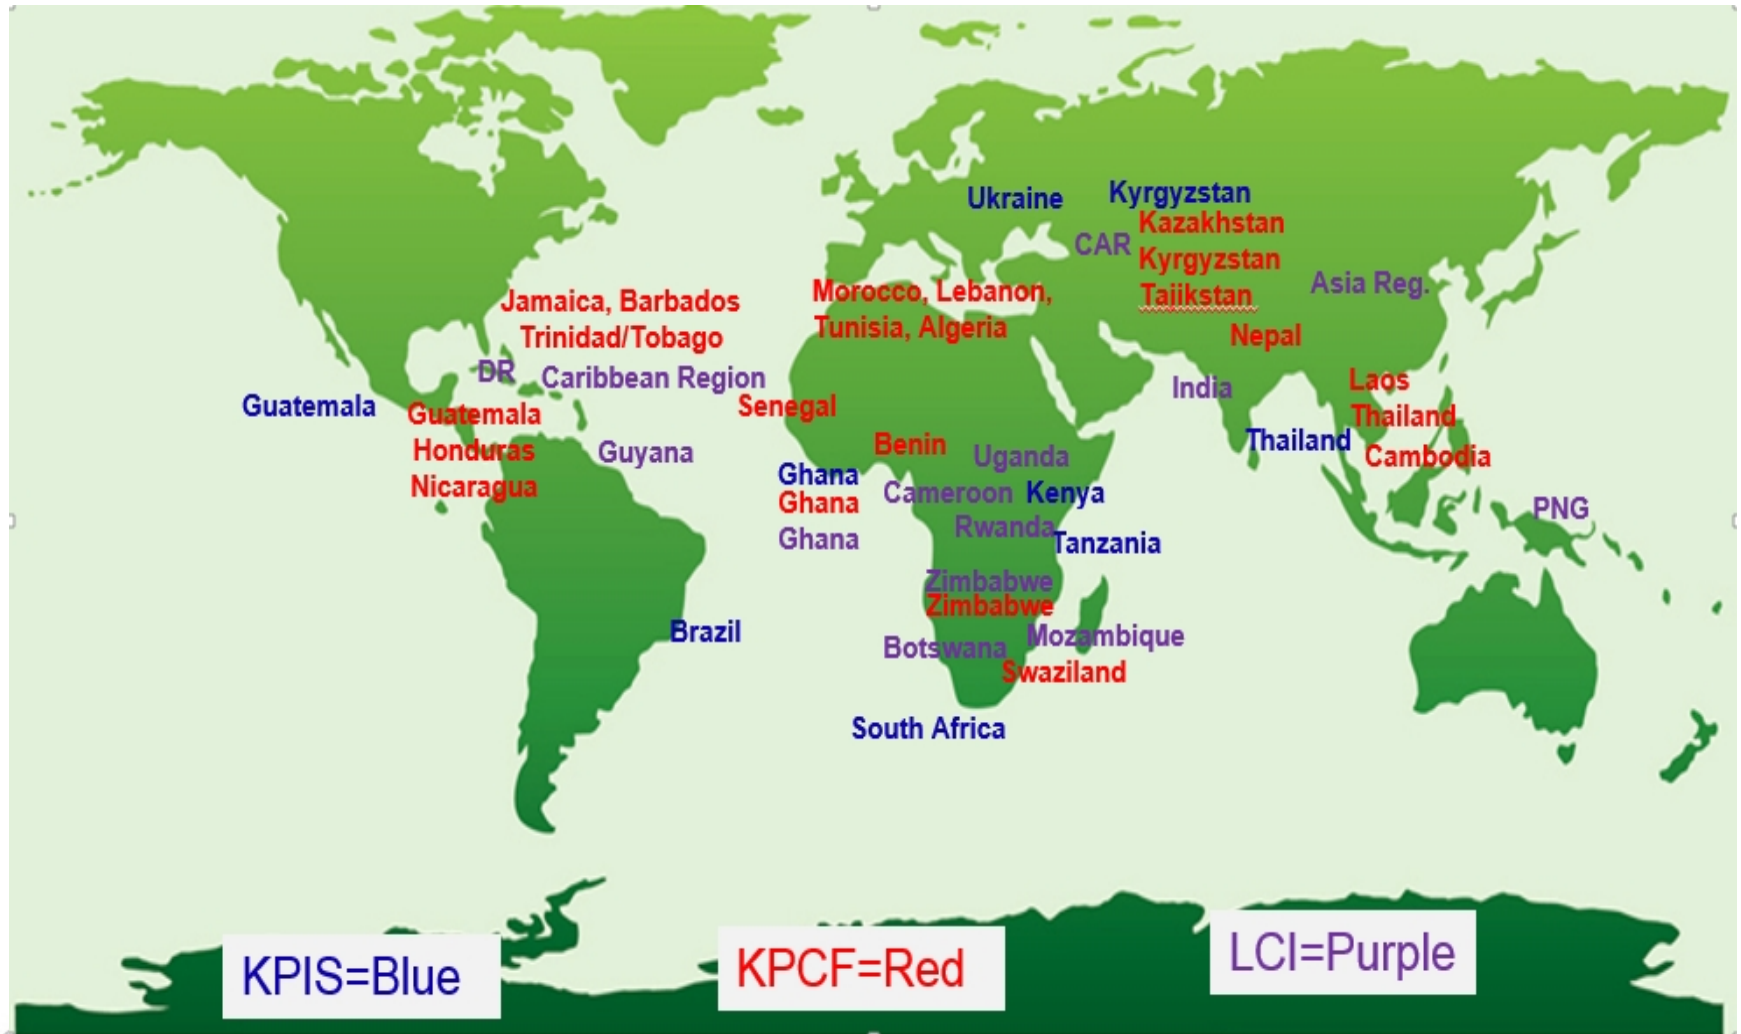 Ukraine
Kyrgyzstan
Kazakhstan
CAR
Kyrgyzstan
Asia Reg.
Tajikstan
Jamaica, Barbados
Trinidad/Tobago
Morocco, Lebanon,
Tunisia, Algeria
Nepal
DR
Caribbean Region
India
Laos
Guatemala
Guatemala
Senegal
Thailand
Honduras
Guyana
Benin
Uganda
Thailand
Cambodia
Nicaragua
Ghana
Ghana
Ghana
Cameroon
Kenya
PNG
Rwanda
Tanzania
Zimbabwe
Zimbabwe
Brazil
Botswana
Mozambique
Swaziland
South Africa
KPIS=Blue
KPCF=Red
LCI=Purple